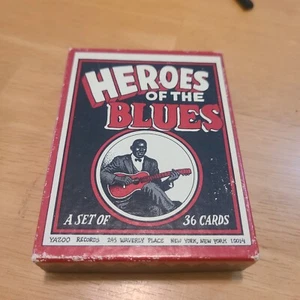 HEROES
OF THE
BLUES
A SET OF 36 CARDS
YAZOO RECORDS 245 WAVERLY PLACE NEW YORK, NEW YORK 10014